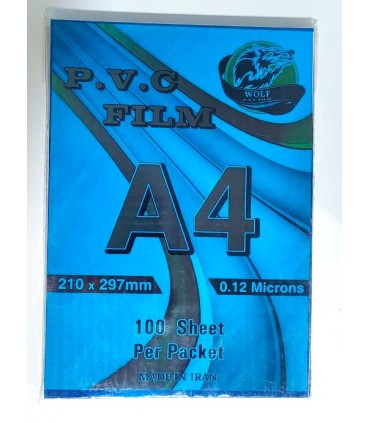 P.V.C
FILM
WOLF
A4
210 x 297mm
0.12 Microns
100 Sheet
Per Packet
MADE IN IRAN